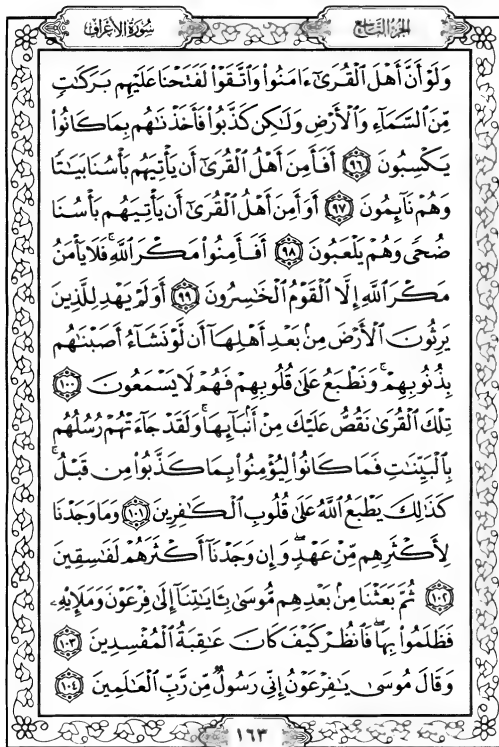 سُورَةُ الأَعْرَافِ الجُزْءُ التَّاسِعُ
وَلَوْ أَنَّ أَهْلَ ٱلْقُرَىٰٓ ءَامَنُوا۟ وَٱتَّقَوْا۟ لَفَتَحْنَا عَلَيْهِم بَرَكَٰتٍ
مِّنَ ٱلسَّمَآءِ وَٱلْأَرْضِ وَلَٰكِن كَذَّبُوا۟ فَأَخَذْنَٰهُم بِمَا كَانُوا۟
يَكْسِبُونَ ﴿٩٦﴾ أَفَأَمِنَ أَهْلُ ٱلْقُرَىٰٓ أَن يَأْتِيَهُم بَأْسُنَا بَيَٰتًا
وَهُمْ نَآئِمُونَ ﴿٩٧﴾ أَوَأَمِنَ أَهْلُ ٱلْقُرَىٰٓ أَن يَأْتِيَهُم بَأْسُنَا
ضُحًى وَهُمْ يَلْعَبُونَ ﴿٩٨﴾ أَفَأَمِنُوا۟ مَكْرَ ٱللَّهِ ۚ فَلَا يَأْمَنُ
مَكْرَ ٱللَّهِ إِلَّا ٱلْقَوْمُ ٱلْخَٰسِرُونَ ﴿٩٩﴾ أَوَلَمْ يَهْدِ لِلَّذِينَ
يَرِثُونَ ٱلْأَرْضَ مِنۢ بَعْدِ أَهْلِهَآ أَن لَّوْ نَشَآءُ أَصَبْنَٰهُم
بِذُنُوبِهِمْ ۚ وَنَطْبَعُ عَلَىٰ قُلُوبِهِمْ فَهُمْ لَا يَسْمَعُونَ ﴿١٠٠﴾
تِلْكَ ٱلْقُرَىٰ نَقُصُّ عَلَيْكَ مِنْ أَنۢبَآئِهَا ۚ وَلَقَدْ جَآءَتْهُمْ رُسُلُهُم
بِٱلْبَيِّنَٰتِ فَمَا كَانُوا۟ لِيُؤْمِنُوا۟ بِمَا كَذَّبُوا۟ مِن قَبْلُ ۚ
كَذَٰلِكَ يَطْبَعُ ٱللَّهُ عَلَىٰ قُلُوبِ ٱلْكَٰفِرِينَ ﴿١٠١﴾ وَمَا وَجَدْنَا
لِأَكْثَرِهِم مِّنْ عَهْدٍ ۖ وَإِن وَجَدْنَآ أَكْثَرَهُمْ لَفَٰسِقِينَ
﴿١٠٢﴾ ثُمَّ بَعَثْنَا مِنۢ بَعْدِهِم مُّوسَىٰ بِـَٔايَٰتِنَآ إِلَىٰ فِرْعَوْنَ وَمَلَإِي۟هِۦ
فَظَلَمُوا۟ بِهَا ۖ فَٱنظُرْ كَيْفَ كَانَ عَٰقِبَةُ ٱلْمُفْسِدِينَ ﴿١٠٣﴾
وَقَالَ مُوسَىٰ يَٰفِرْعَوْنُ إِنِّى رَسُولٌ مِّن رَّبِّ ٱلْعَٰلَمِينَ ﴿١٠٤﴾
١٦٣